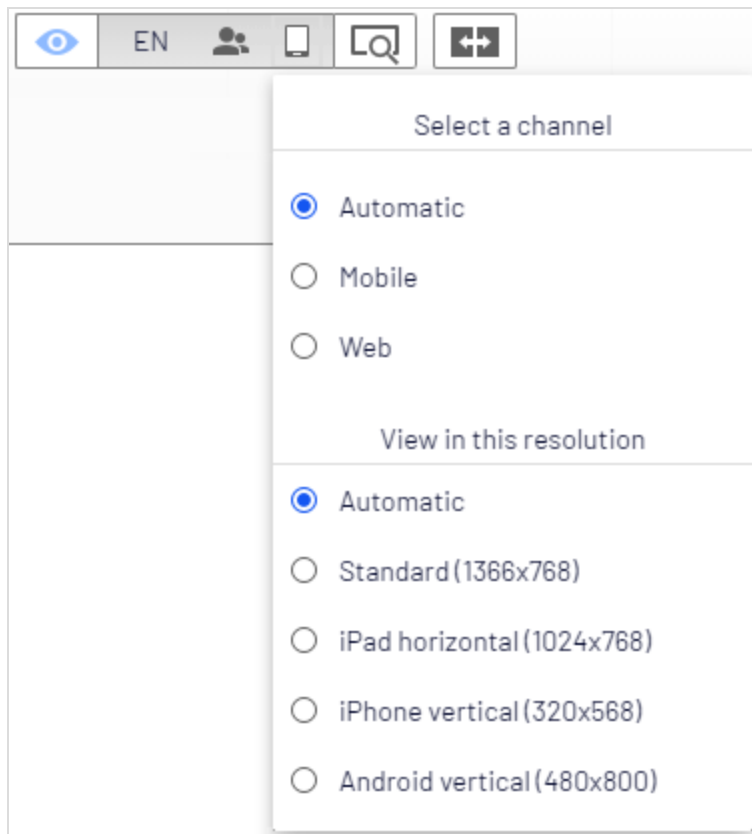 EN
Select a channel
Automatic
Mobile
Web
View in this resolution
Automatic
Standard (1366x768)
iPad horizontal (1024x768)
iPhone vertical (320x568)
Android vertical (480x800)